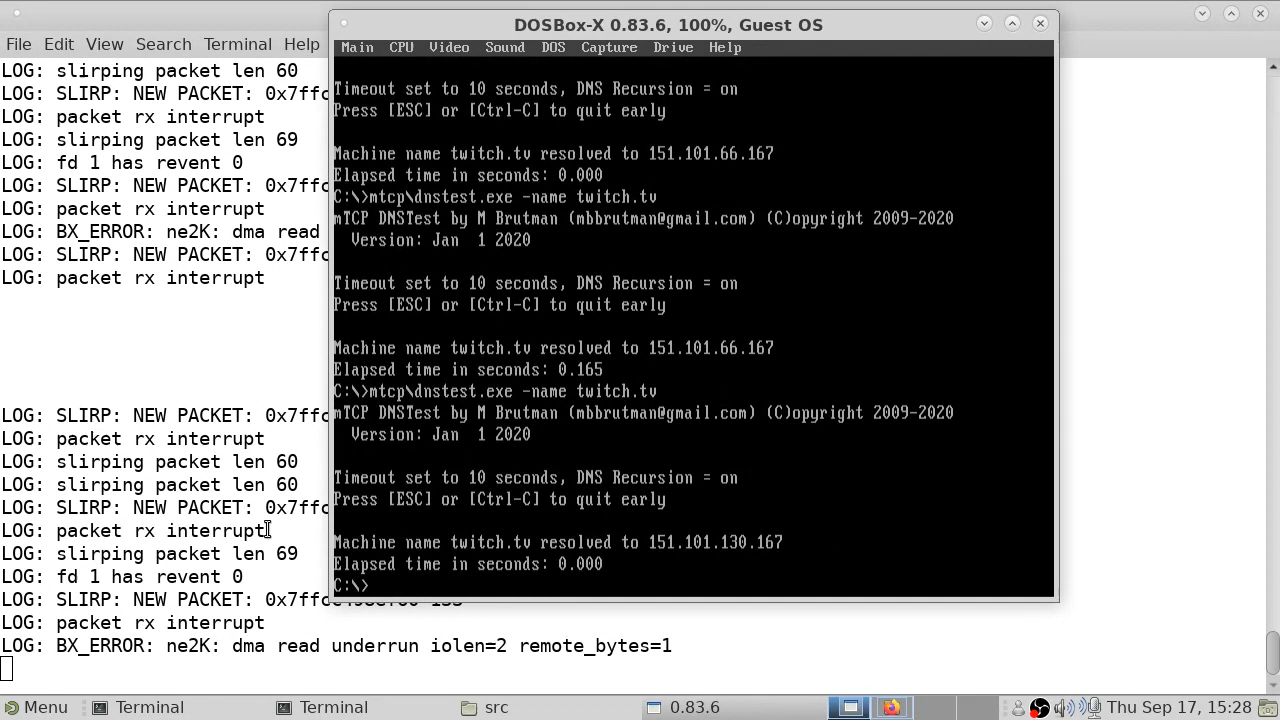 DOSBox-X 0.83.6, 100%, Guest OS
File Edit View Search Terminal Help
Main CPU Video Sound DOS Capture Drive Help
LOG: slirping packet len 60
LOG: SLIRP: NEW PACKET: 0x7ffc
LOG: packet rx interrupt
LOG: slirping packet len 69
LOG: fd 1 has revent 0
LOG: SLIRP: NEW PACKET: 0x7ffc
LOG: packet rx interrupt
LOG: BX_ERROR: ne2K: dma read
LOG: SLIRP: NEW PACKET: 0x7ffc
LOG: packet rx interrupt
LOG: SLIRP: NEW PACKET: 0x7ffc
LOG: packet rx interrupt
LOG: slirping packet len 60
LOG: slirping packet len 60
LOG: SLIRP: NEW PACKET: 0x7ffc
LOG: packet rx interrupt
LOG: slirping packet len 69
LOG: fd 1 has revent 0
LOG: SLIRP: NEW PACKET:
LOG: packet rx interrupt
LOG: BX_ERROR: ne2K: dma read underrun iolen=2 remote_bytes=1
Timeout set to 10 seconds, DNS Recursion = on
Press [ESC] or [Ctrl-C] to quit early
Machine name twitch.tv resolved to 151.101.66.167
Elapsed time in seconds: 0.000
C:\>mtcp\dnstest.exe -name twitch.tv
mTCP DNSTest by M Brutman (mbbrutman@gmail.com) (C)opyright 2009-2020
Version: Jan 1 2020
Timeout set to 10 seconds, DNS Recursion = on
Press [ESC] or [Ctrl-C] to quit early
Machine name twitch.tv resolved to 151.101.66.167
Elapsed time in seconds: 0.165
C:\>mtcp\dnstest.exe -name twitch.tv
mTCP DNSTest by M Brutman (mbbrutman@gmail.com) (C)opyright 2009-2020
Version: Jan 1 2020
Timeout set to 10 seconds, DNS Recursion = on
Press [ESC] or [Ctrl-C] to quit early
Machine name twitch.tv resolved to 151.101.130.167
Elapsed time in seconds: 0.000
C:\>
Menu Terminal Terminal src 0.83.6 Thu Sep 17, 15:28